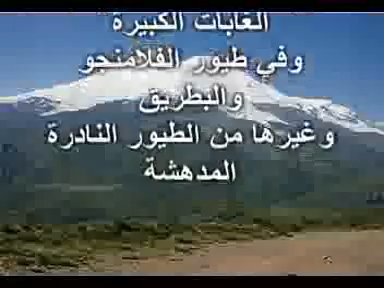 الغابات الكبيرة
وفي طيور الفلامنجو
والبطريق
وغيرها من الطيور النادرة
المدهشة